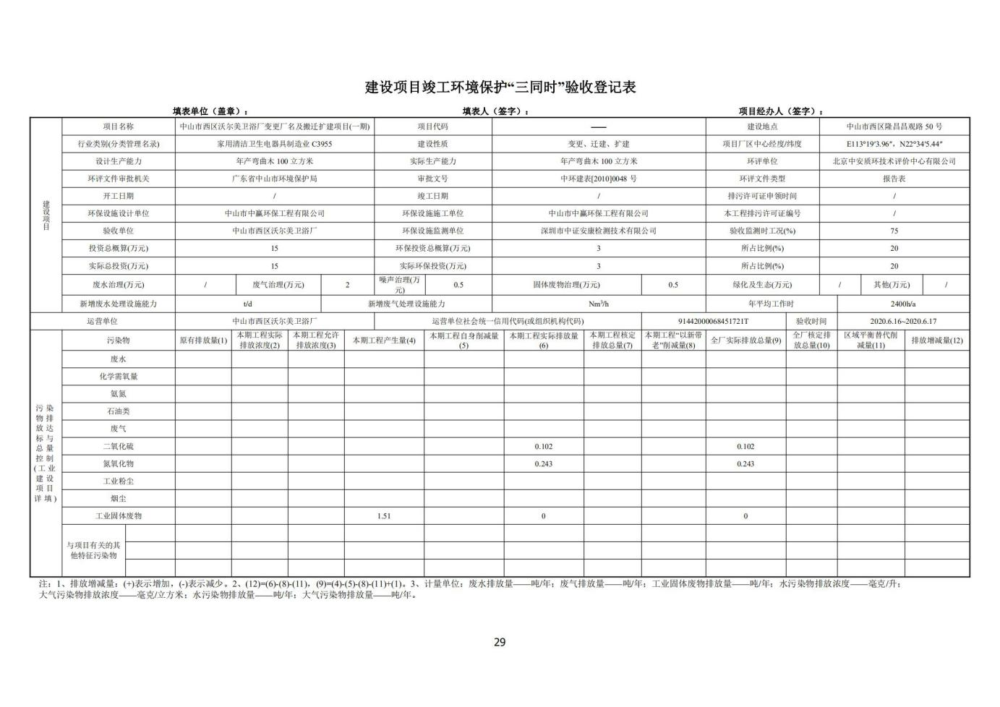 建设项目竣工环境保护“三同时”验收登记表
填表单位（盖章）： 填表人（签字）： 项目经办人（签字）：
建设项目
项目名称 中山市西区沃尔美卫浴厂变更厂名及搬迁扩建项目(一期) 项目代码 —— 建设地点 中山市西区隆昌昌观路 50 号
行业类别(分类管理名录) 家用清洁卫生电器具制造业 C3955 建设性质 变更、迁建、扩建 项目厂区中心经度/纬度 E113°19′3.96″，N22°34′5.44″
设计生产能力 年产弯曲木 100 立方米 实际生产能力 年产弯曲木 100 立方米 环评单位 北京中安质环技术评价中心有限公司
环评文件审批机关 广东省中山市环境保护局 审批文号 中环建表[2010]0048 号 环评文件类型 报告表
开工日期 / 竣工日期 / 排污许可证申领时间 /
环保设施设计单位 中山市中赢环保工程有限公司 环保设施施工单位 中山市中赢环保工程有限公司 本工程排污许可证编号 /
验收单位 中山市西区沃尔美卫浴厂 环保设施监测单位 深圳市中证安康检测技术有限公司 验收监测时工况(%) 75
投资总概算(万元) 15 环保投资总概算(万元) 3 所占比例(%) 20
实际总投资(万元) 15 实际环保投资(万元) 3 所占比例(%) 20
废水治理(万元) / 废气治理(万元) 2 噪声治理(万元) 0.5 固体废物治理(万元) 0.5 绿化及生态(万元) / 其他(万元) /
新增废水处理设施能力 t/d 新增废气处理设施能力 Nm³/h 年平均工作时 2400h/a
运营单位 中山市西区沃尔美卫浴厂 运营单位社会统一信用代码(或组织机构代码) 91442000068451721T 验收时间 2020.6.16~2020.6.17
污染物排放达标与总量控制(工业建设项目详填)
污染物 原有排放量(1) 本期工程实际排放浓度(2) 本期工程允许排放浓度(3) 本期工程产生量(4) 本期工程自身削减量(5) 本期工程实际排放量(6) 本期工程核定排放总量(7) 本期工程“以新带老”削减量(8) 全厂实际排放总量(9) 全厂核定排放总量(10) 区域平衡替代削减量(11) 排放增减量(12)
废水
化学需氧量
氨氮
石油类
废气
二氧化硫 0.102 0.102
氮氧化物 0.243 0.243
工业粉尘
烟尘
工业固体废物 1.51 0 0
与项目有关的其他特征污染物
注：1、排放增减量：(+)表示增加，(-)表示减少。2、(12)=(6)-(8)-(11)，(9)=(4)-(5)-(8)-(11)+(1)。3、计量单位：废水排放量——吨/年；废气排放量——吨/年；工业固体废物排放量——吨/年；水污染物排放浓度——毫克/升；
大气污染物排放浓度——毫克/立方米；水污染物排放量——吨/年；大气污染物排放量——吨/年。
29